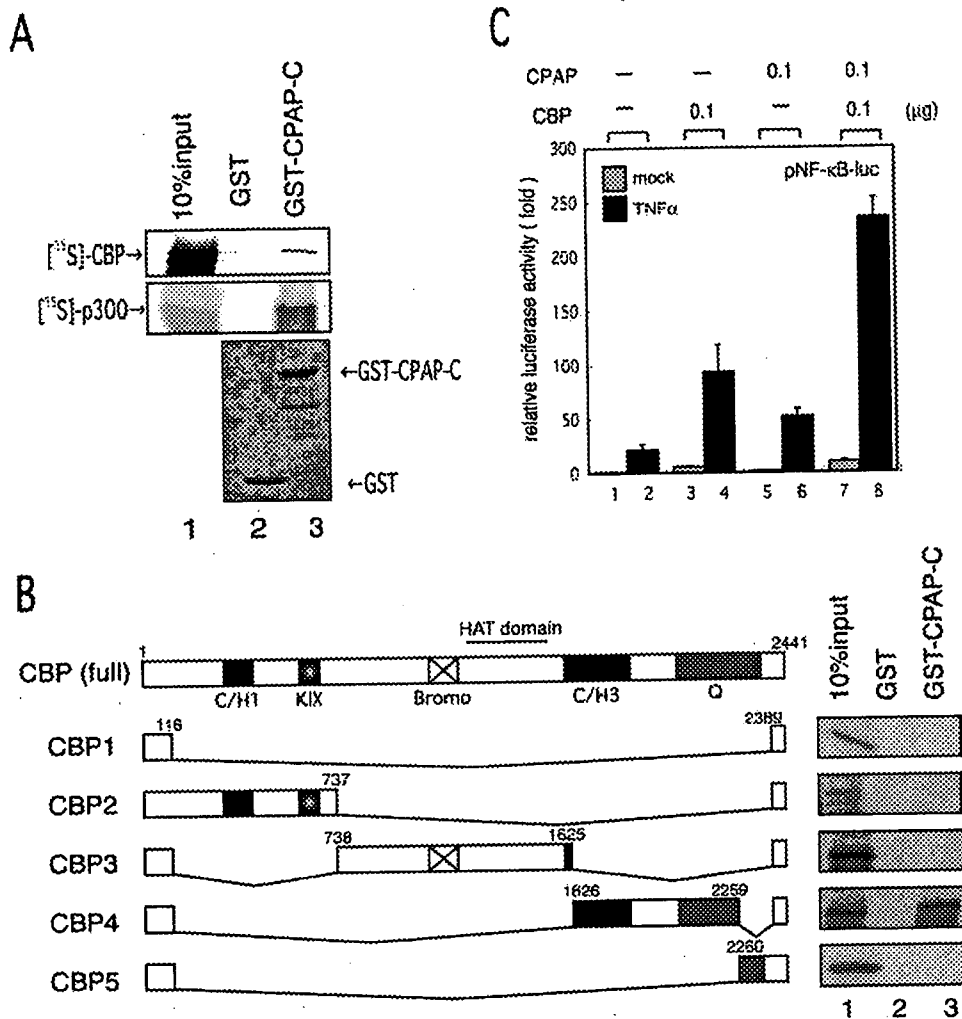 A
10%input
GST
GST-CPAP-C
[³⁵S]-CBP→
[³⁵S]-p300→
←GST-CPAP-C
←GST
1 2 3
C
CPAP — — 0.1 0.1
CBP ~ 0.1 ~ 0.1 (μg)
relative luciferase activity ( fold )
300
250
200
150
100
50
0
mock
TNFα
pNF-κB-luc
1 2 3 4 5 6 7 8
B
HAT domain
1 2441
CBP (full)
C/H1 KIX Bromo C/H3 Q
10%input
GST
GST-CPAP-C
116 2389
CBP1
737
CBP2
738 1625
CBP3
1626 2259
CBP4
2260
CBP5
1 2 3